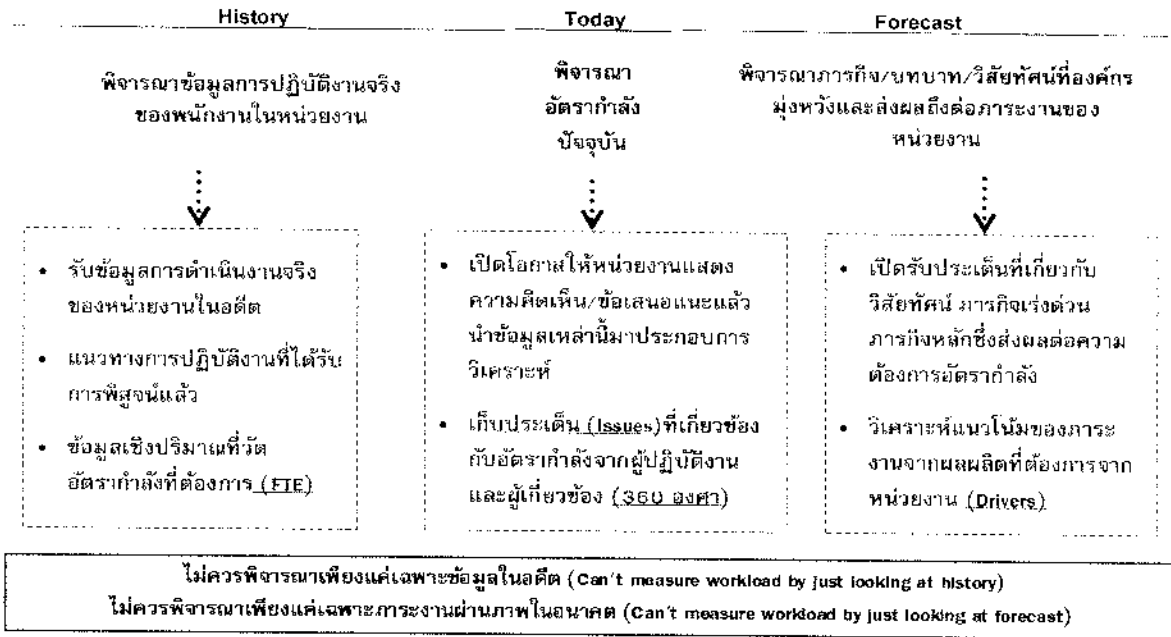 History
Today
Forecast
พิจารณาข้อมูลการปฏิบัติงานจริง
ของพนักงานในหน่วยงาน
พิจารณา
อัตรากำลัง
ปัจจุบัน
พิจารณาภารกิจ/บทบาท/วิสัยทัศน์ที่องค์กร
มุ่งหวังและส่งผลถึงต่อภาระงานของ
หน่วยงาน
• รับข้อมูลการดำเนินงานจริง
ของหน่วยงานในอดีต
• แนวทางการปฏิบัติงานที่ได้รับ
การพิสูจน์แล้ว
• ข้อมูลเชิงปริมาณที่วัด
อัตรากำลังที่ต้องการ (FTE)
• เปิดโอกาสให้หน่วยงานแสดง
ความคิดเห็น/ข้อเสนอแนะแล้ว
นำข้อมูลเหล่านี้มาประกอบการ
วิเคราะห์
• เก็บประเด็น (Issues) ที่เกี่ยวข้อง
กับอัตรากำลังจากผู้ปฏิบัติงาน
และผู้เกี่ยวข้อง (360 องศา)
• เปิดรับประเด็นที่เกี่ยวกับ
วิสัยทัศน์ ภารกิจเร่งด่วน
ภารกิจหลักซึ่งส่งผลต่อความ
ต้องการอัตรากำลัง
• วิเคราะห์แนวโน้มของภาระ
งานจากผลผลิตที่ต้องการจาก
หน่วยงาน (Drivers)
ไม่ควรพิจารณาเพียงแค่เฉพาะข้อมูลในอดีต (Can't measure workload by just looking at history)
ไม่ควรพิจารณาเพียงแค่เฉพาะภาระงานผ่านภาพในอนาคต (Can't measure workload by just looking at forecast)